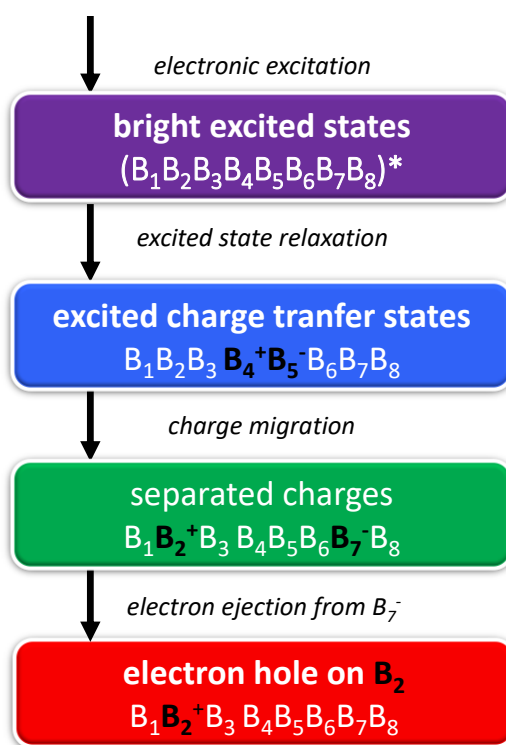 electronic excitation
bright excited states
(B₁B₂B₃B₄B₅B₆B₇B₈)*
excited state relaxation
excited charge tranfer states
B₁B₂B₃ B₄⁺B₅⁻B₆B₇B₈
charge migration
separated charges
B₁B₂⁺B₃ B₄B₅B₆B₇⁻B₈
electron ejection from B₇⁻
electron hole on B₂
B₁B₂⁺B₃ B₄B₅B₆B₇B₈